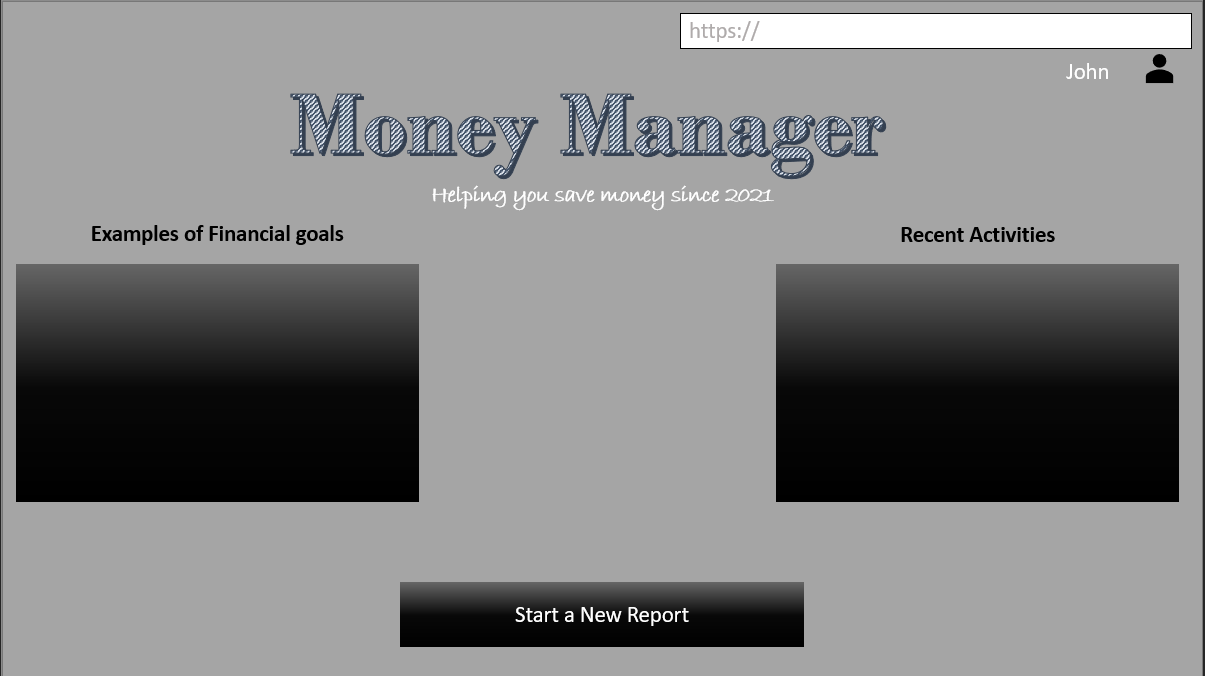 https://
John
Money Manager
Helping you save money since 2021
Examples of Financial goals
Recent Activities
Start a New Report